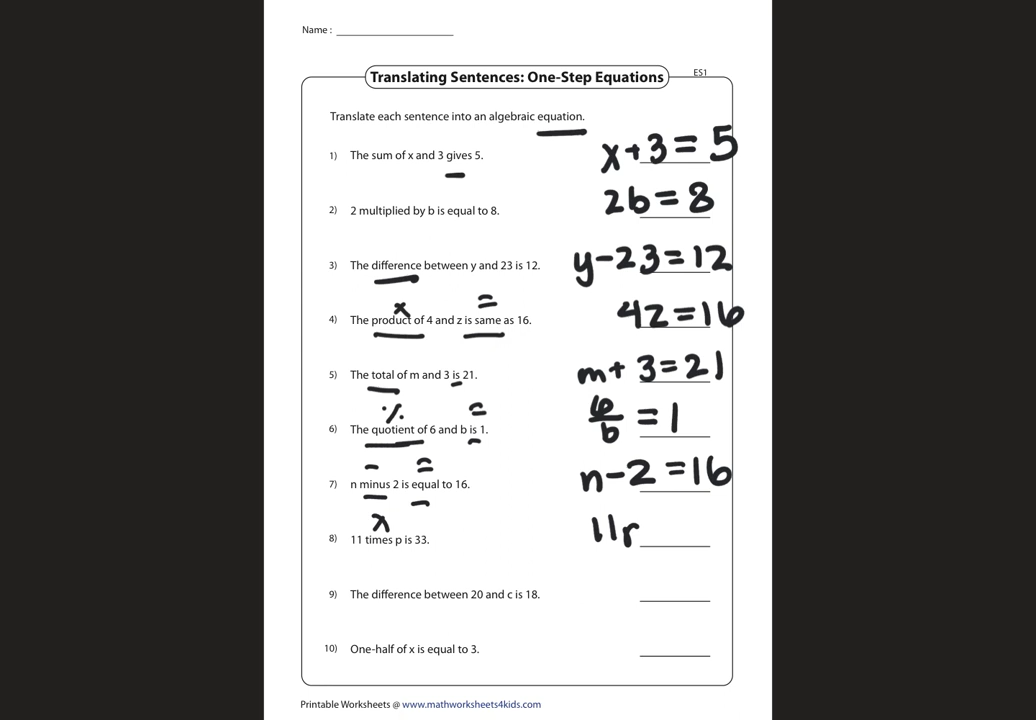 Name :
Translating Sentences: One-Step Equations
ES1
Translate each sentence into an algebraic equation.
1) The sum of x and 3 gives 5. x+3=5
2) 2 multiplied by b is equal to 8. 2b=8
3) The difference between y and 23 is 12. y-23=12
x =
4) The product of 4 and z is same as 16. 4z=16
5) The total of m and 3 is 21. m+3=21
÷ =
6) The quotient of 6 and b is 1. 6/b=1
- =
7) n minus 2 is equal to 16. n-2=16
x
8) 11 times p is 33. 11
9) The difference between 20 and c is 18.
10) One-half of x is equal to 3.
Printable Worksheets @ www.mathworksheets4kids.com